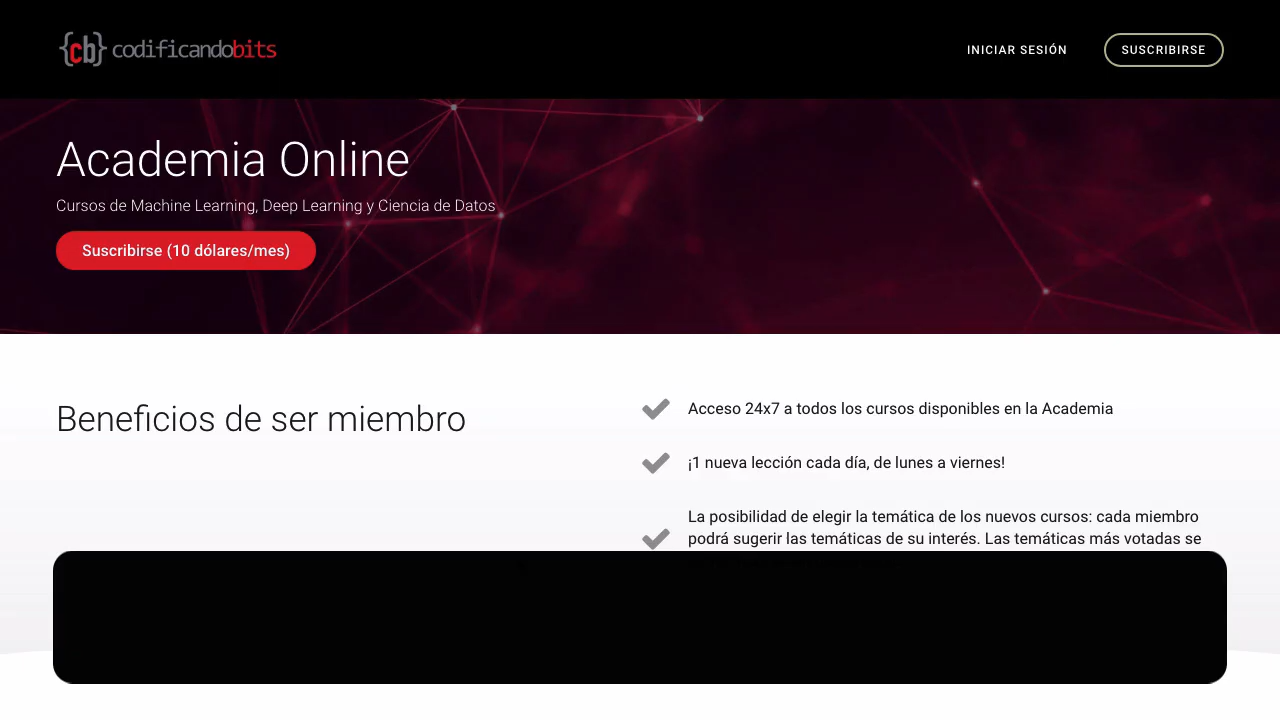 {cb} codificandobits
INICIAR SESIÓN
SUSCRIBIRSE
Academia Online
Cursos de Machine Learning, Deep Learning y Ciencia de Datos
Suscribirse (10 dólares/mes)
Beneficios de ser miembro
Acceso 24x7 a todos los cursos disponibles en la Academia
¡1 nueva lección cada día, de lunes a viernes!
La posibilidad de elegir la temática de los nuevos cursos: cada miembro
podrá sugerir las temáticas de su interés. Las temáticas más votadas se